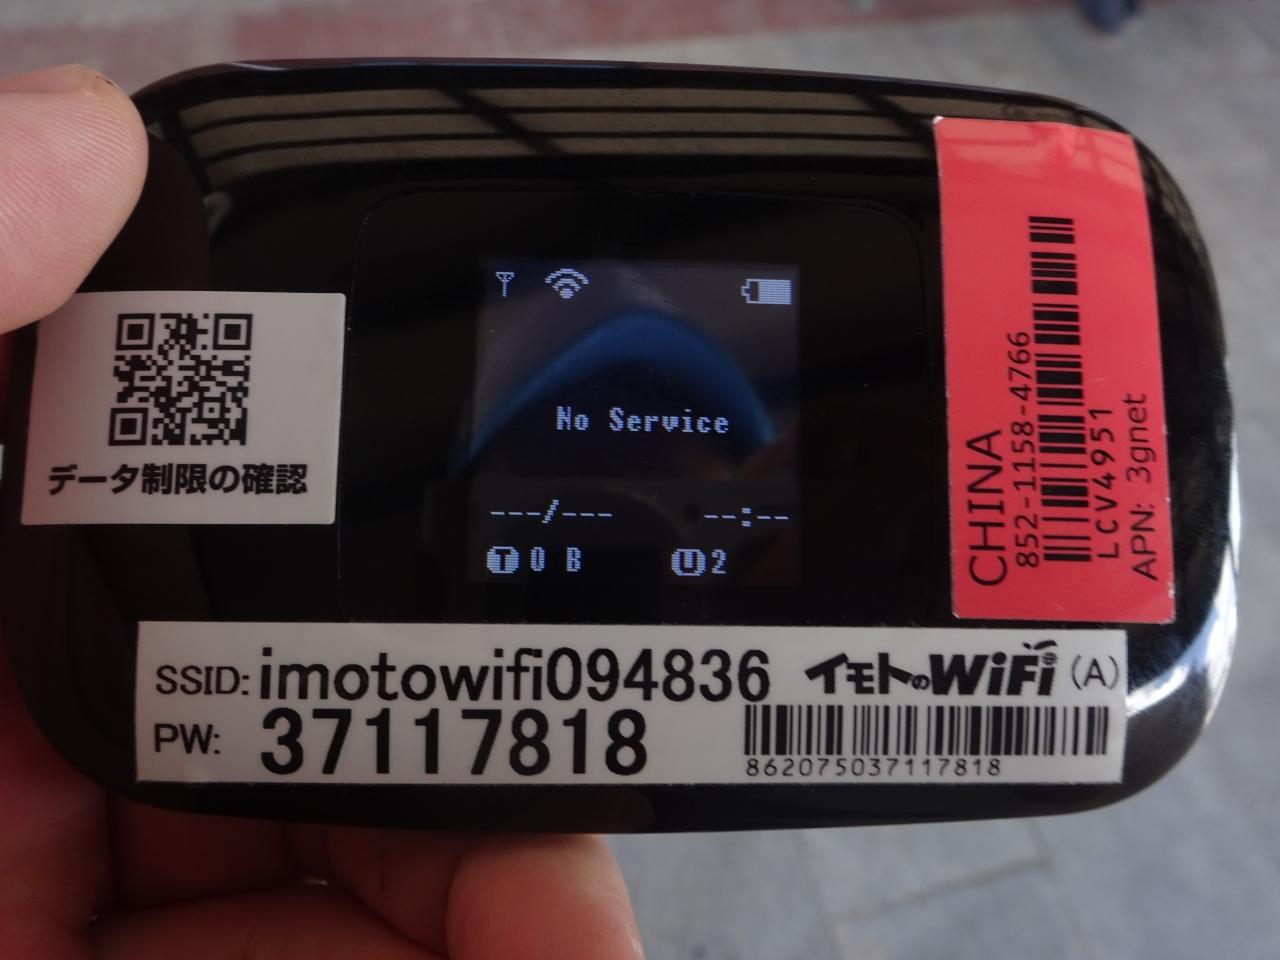 No Service
---/---
--:--
T 0 B
U 2
データ制限の確認
CHINA
852-1158-4766
LCV4951
APN: 3gnet
SSID: imotowifi094836
イモトのWiFi (A)
PW: 37117818
862075037117818